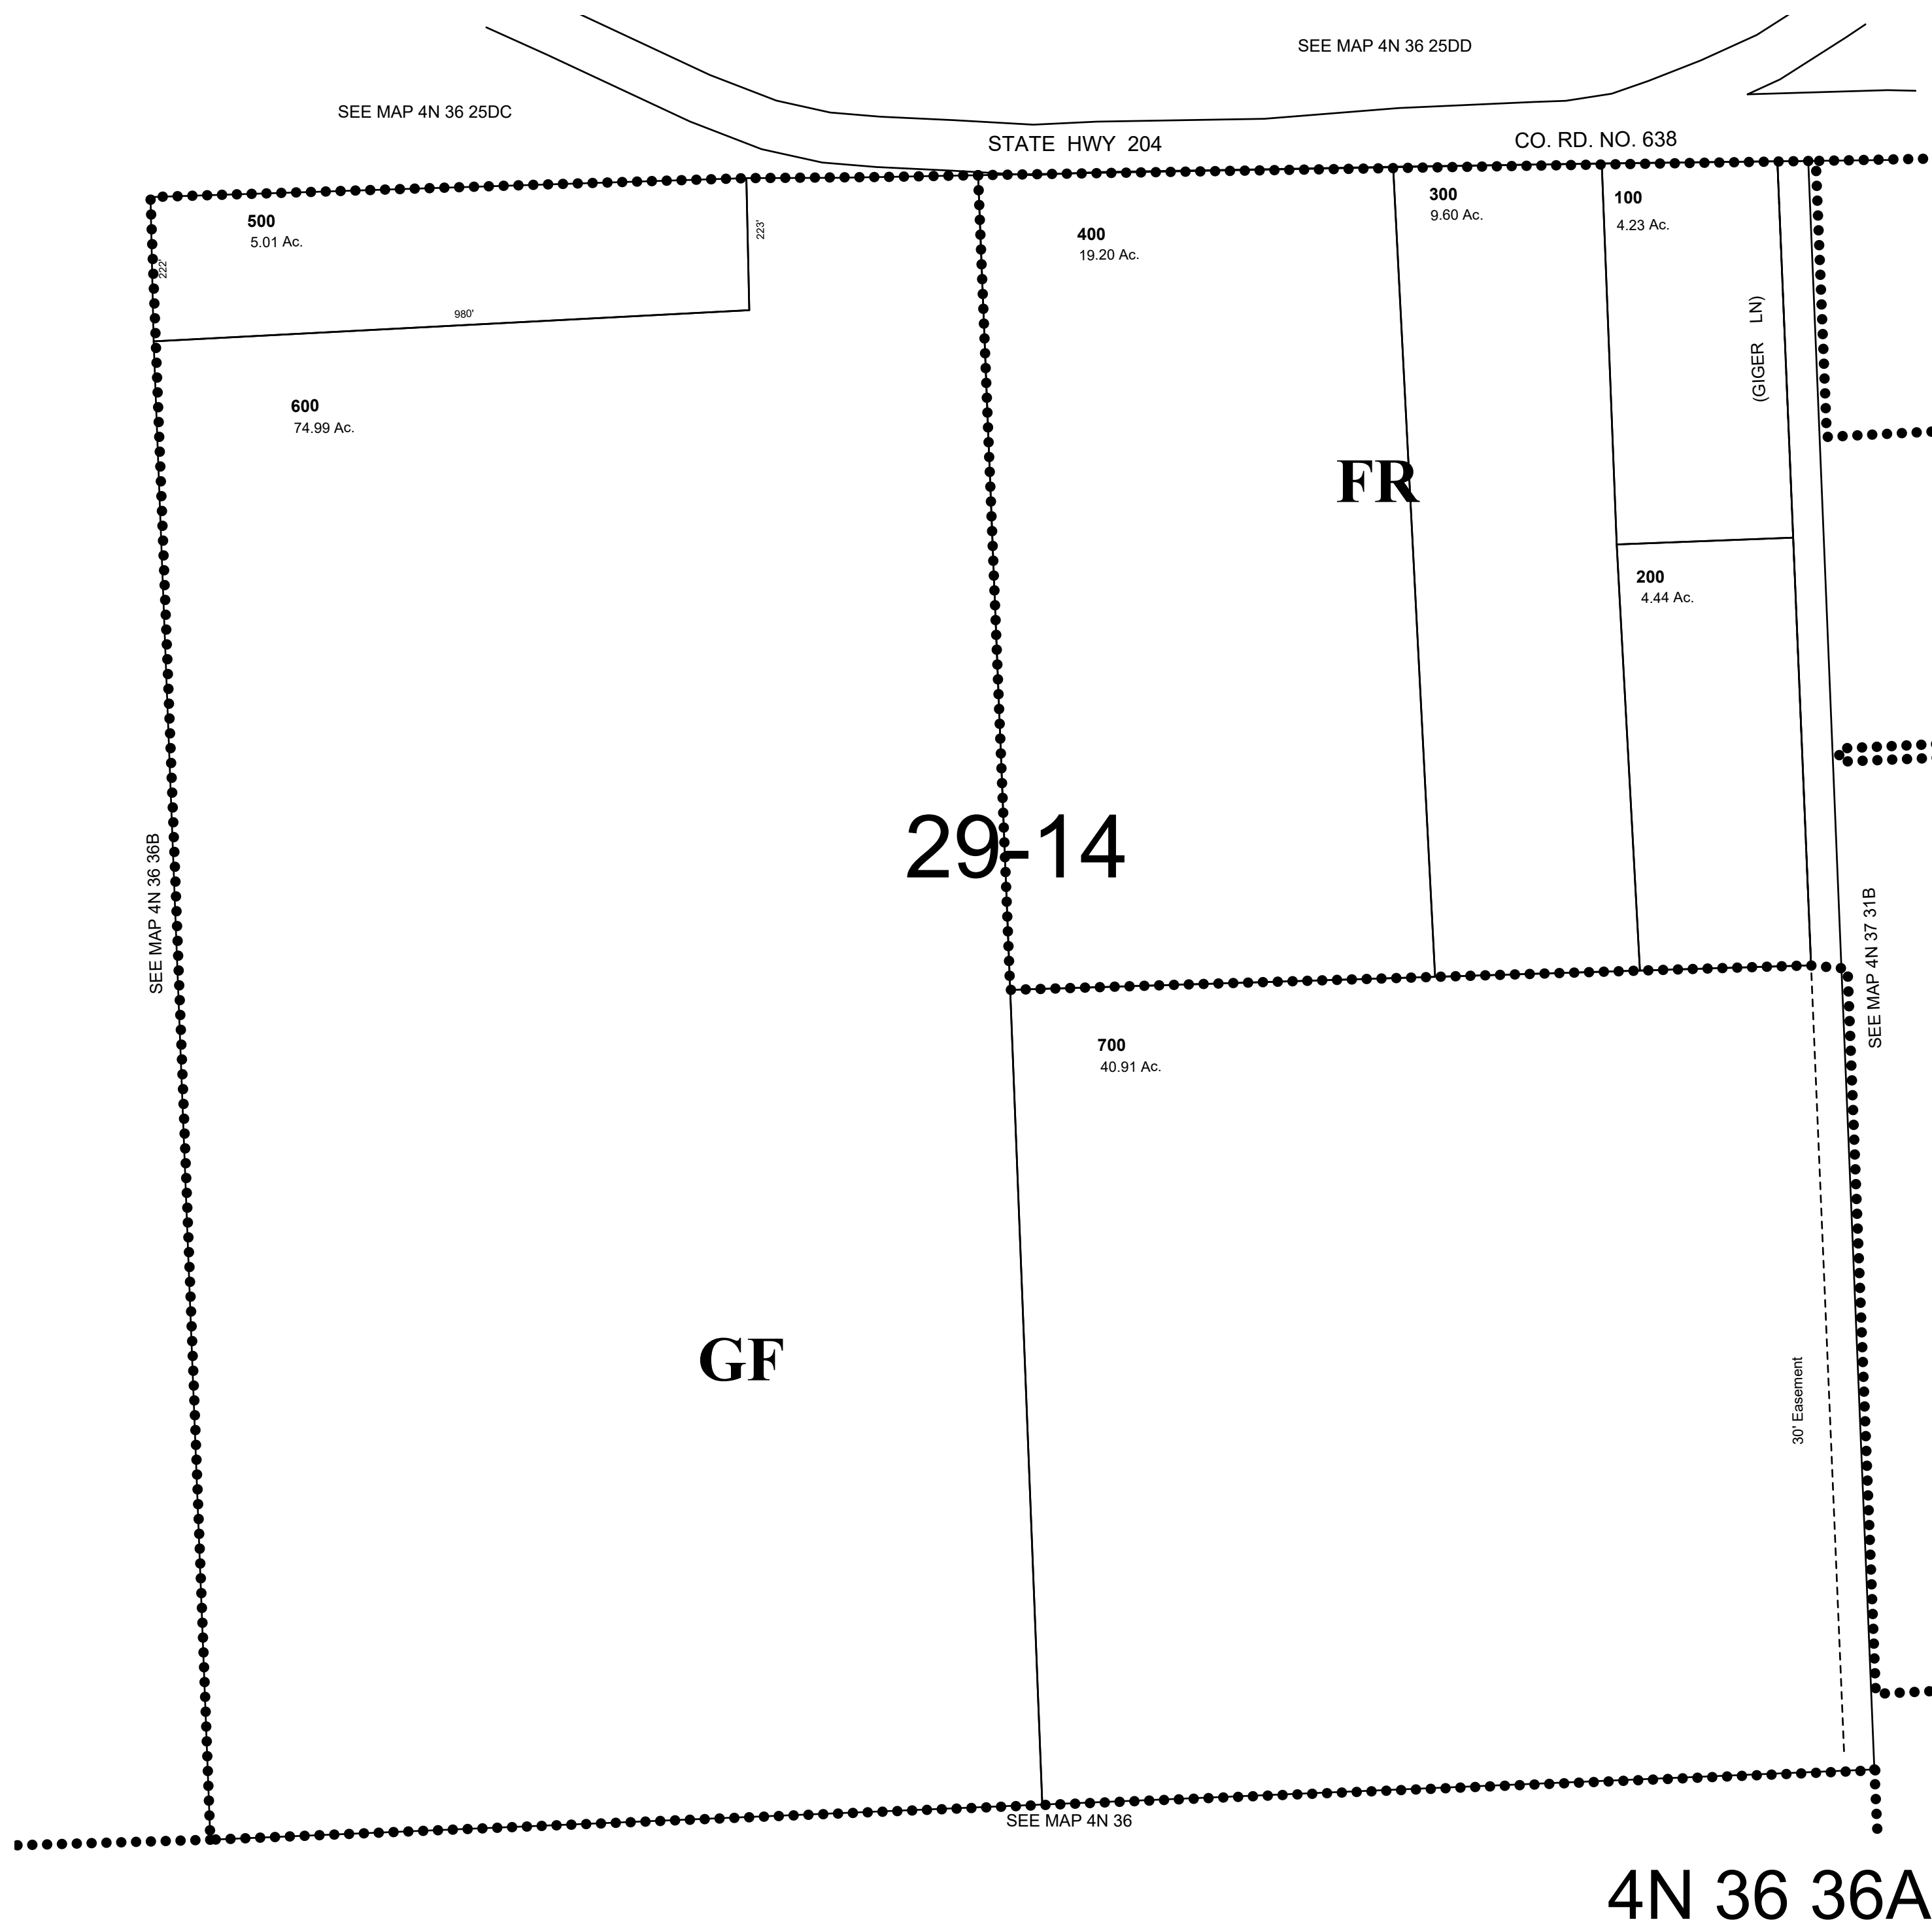 SEE MAP 4N 36 25DD
SEE MAP 4N 36 25DC
STATE HWY 204
CO. RD. NO. 638
500
5.01 Ac.
222'
223'
980'
400
19.20 Ac.
300
9.60 Ac.
100
4.23 Ac.
(GIGER LN)
600
74.99 Ac.
FR
200
4.44 Ac.
29-14
SEE MAP 4N 36 36B
SEE MAP 4N 37 31B
700
40.91 Ac.
GF
30' Easement
SEE MAP 4N 36
4N 36 36A